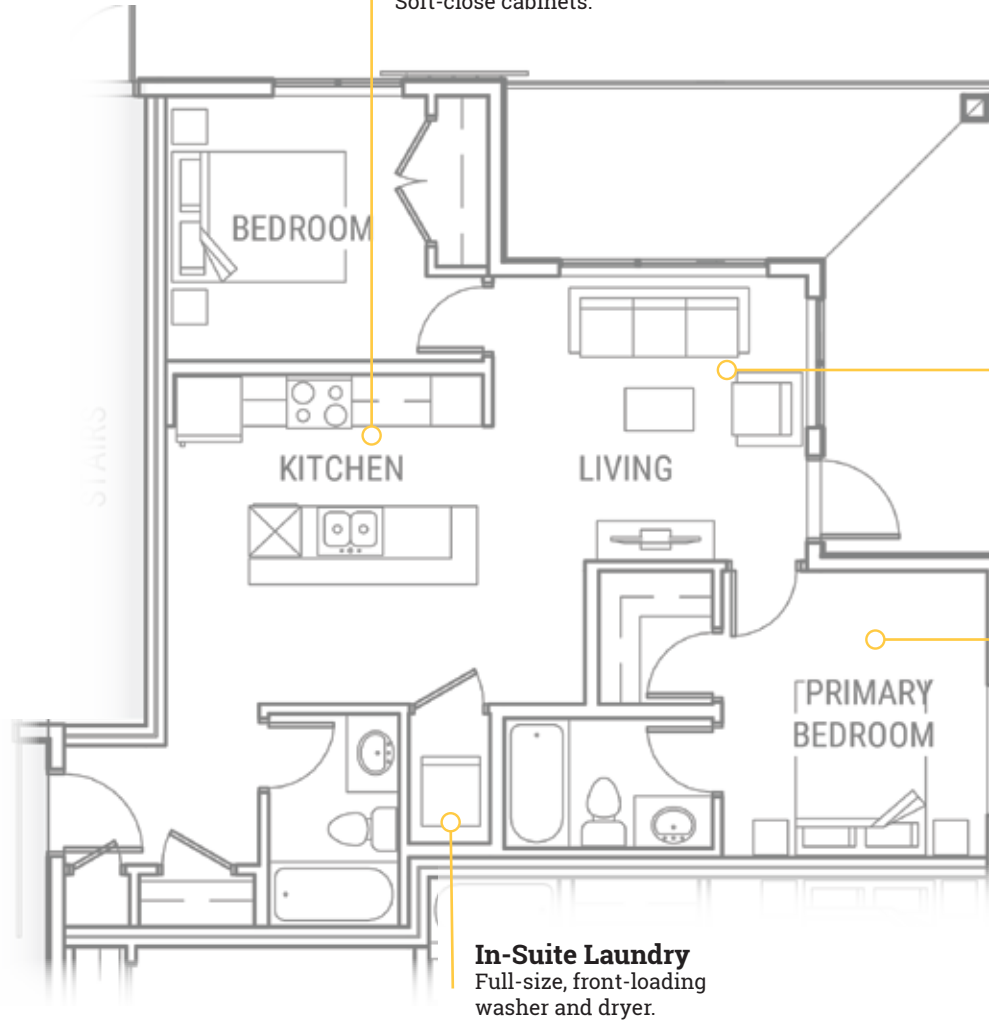 Soft-close cabinets.
BEDROOM
STAIRS
KITCHEN
LIVING
PRIMARY
BEDROOM
In-Suite Laundry
Full-size, front-loading
washer and dryer.